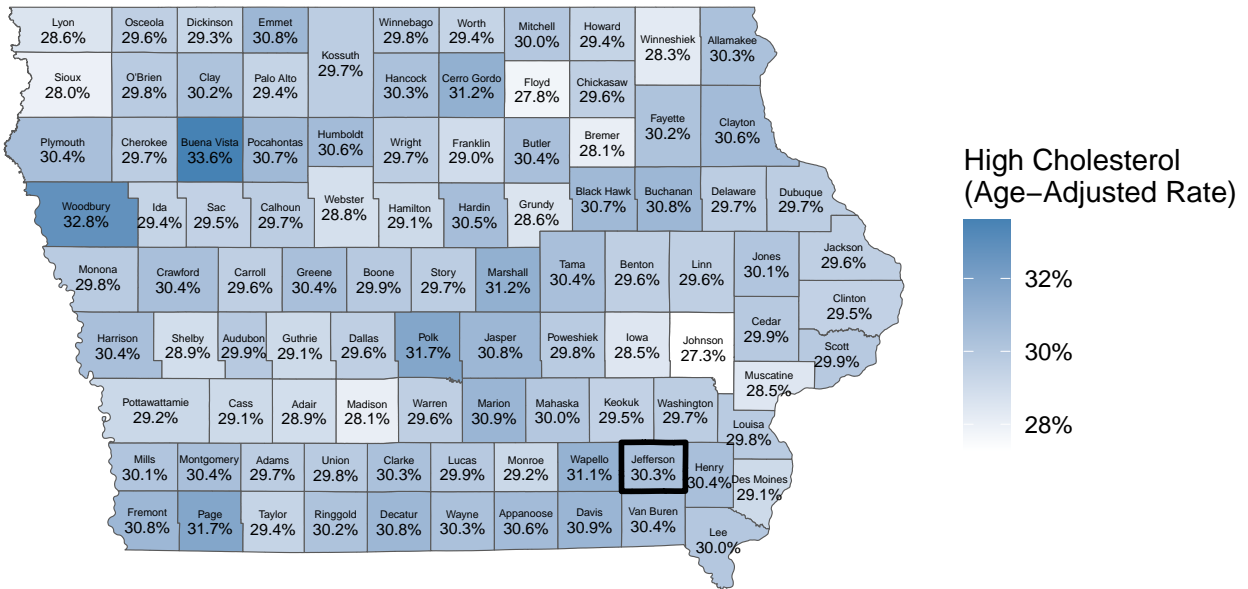 Lyon
28.6%
Osceola
29.6%
Dickinson
29.3%
Emmet
30.8%
Kossuth
29.7%
Winnebago
29.8%
Worth
29.4%
Mitchell
30.0%
Howard
29.4%
Winneshiek
28.3%
Allamakee
30.3%
Sioux
28.0%
O'Brien
29.8%
Clay
30.2%
Palo Alto
29.4%
Hancock
30.3%
Cerro Gordo
31.2%
Floyd
27.8%
Chickasaw
29.6%
Fayette
30.2%
Clayton
30.6%
Plymouth
30.4%
Cherokee
29.7%
Buena Vista
33.6%
Pocahontas
30.7%
Humboldt
30.6%
Wright
29.7%
Franklin
29.0%
Butler
30.4%
Bremer
28.1%
Woodbury
32.8%
Ida
29.4%
Sac
29.5%
Calhoun
29.7%
Webster
28.8%
Hamilton
29.1%
Hardin
30.5%
Grundy
28.6%
Black Hawk
30.7%
Buchanan
30.8%
Delaware
29.7%
Dubuque
29.7%
Monona
29.8%
Crawford
30.4%
Carroll
29.6%
Greene
30.4%
Boone
29.9%
Story
29.7%
Marshall
31.2%
Tama
30.4%
Benton
29.6%
Linn
29.6%
Jones
30.1%
Jackson
29.6%
Clinton
29.5%
Harrison
30.4%
Shelby
28.9%
Audubon
29.9%
Guthrie
29.1%
Dallas
29.6%
Polk
31.7%
Jasper
30.8%
Poweshiek
29.8%
Iowa
28.5%
Johnson
27.3%
Cedar
29.9%
Scott
29.9%
Muscatine
28.5%
Pottawattamie
29.2%
Cass
29.1%
Adair
28.9%
Madison
28.1%
Warren
29.6%
Marion
30.9%
Mahaska
30.0%
Keokuk
29.5%
Washington
29.7%
Louisa
29.8%
Mills
30.1%
Montgomery
30.4%
Adams
29.7%
Union
29.8%
Clarke
30.3%
Lucas
29.9%
Monroe
29.2%
Wapello
31.1%
Jefferson
30.3%
Henry
30.4%
Des Moines
29.1%
Fremont
30.8%
Page
31.7%
Taylor
29.4%
Ringgold
30.2%
Decatur
30.8%
Wayne
30.3%
Appanoose
30.6%
Davis
30.9%
Van Buren
30.4%
Lee
30.0%
High Cholesterol
(Age−Adjusted Rate)
32%
30%
28%